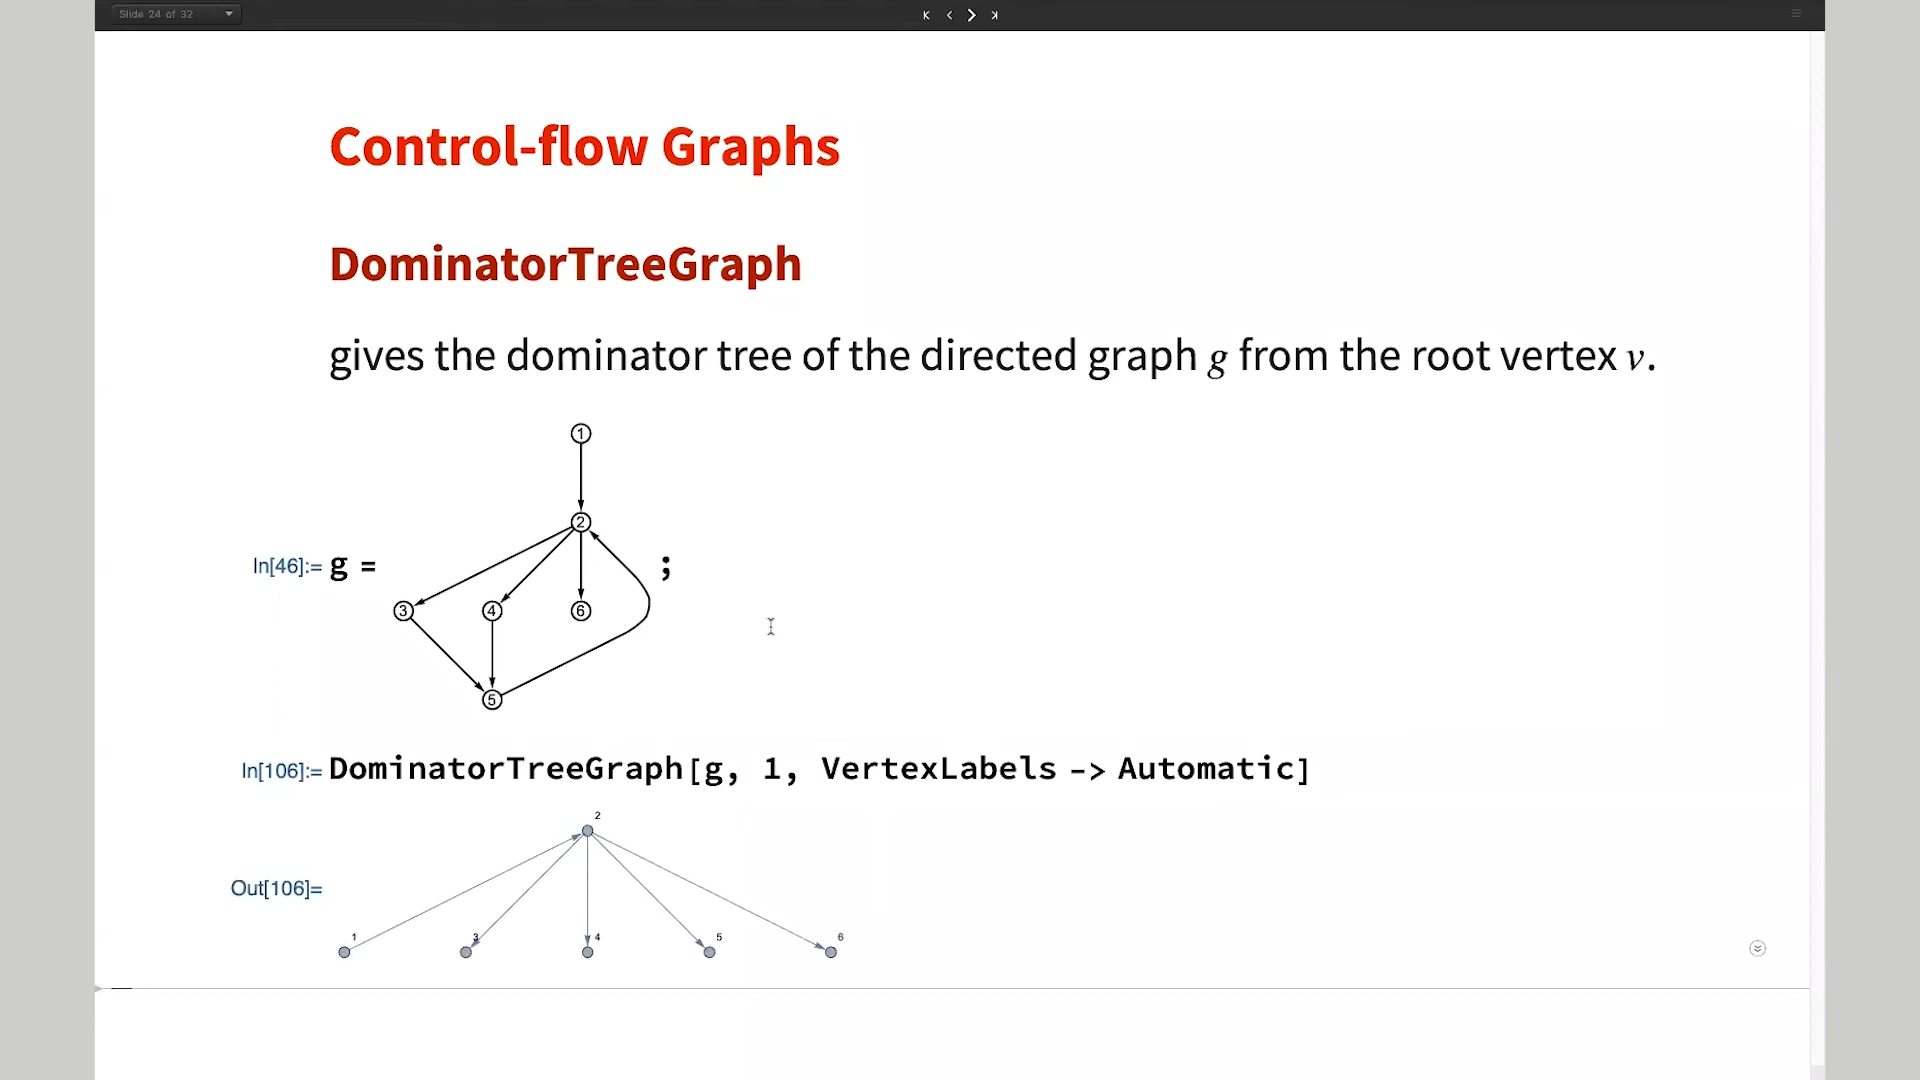 Slide 24 of 32
Control-flow Graphs
DominatorTreeGraph
gives the dominator tree of the directed graph g from the root vertex v.
1
2
In[46]:= g = ;
3 4 6
5
In[106]:= DominatorTreeGraph[g, 1, VertexLabels -> Automatic]
2
Out[106]=
1 3 4 5 6